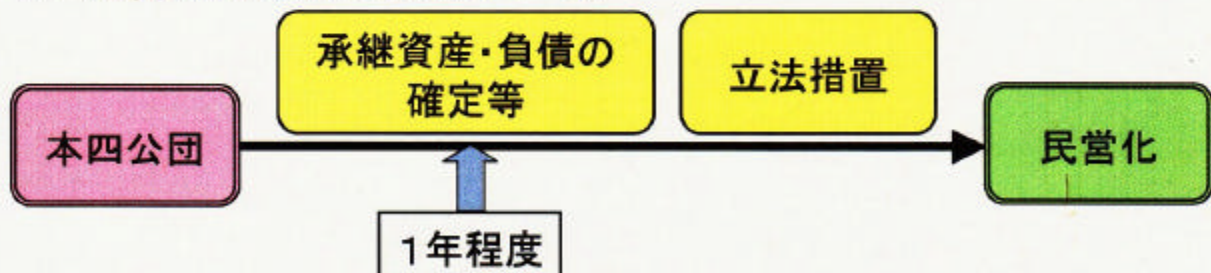 承継資産・負債の
確定等
立法措置
本四公団
民営化
1年程度